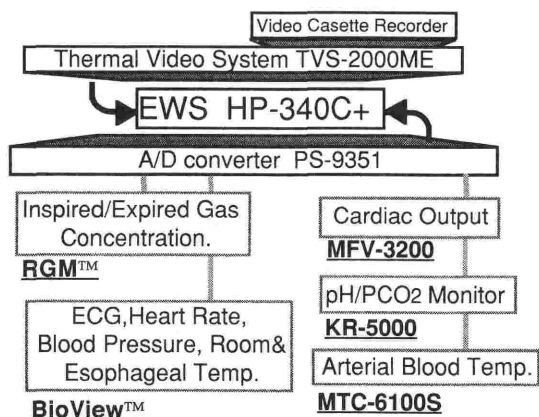 Video Casette Recorder
Thermal Video System TVS-2000ME
EWS HP-340C+
A/D converter PS-9351
Inspired/Expired Gas
Concentration.
RGM™
ECG,Heart Rate,
Blood Pressure, Room&
Esophageal Temp.
BioView™
Cardiac Output
MFV-3200
pH/PCO2 Monitor
KR-5000
Arterial Blood Temp.
MTC-6100S